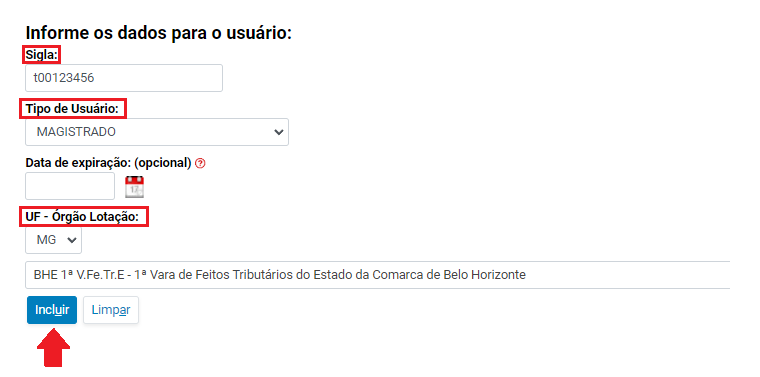 Informe os dados para o usuário:
Sigla:
t00123456
Tipo de Usuário:
MAGISTRADO
Data de expiração: (opcional) ?
UF - Órgão Lotação:
MG
BHE 1ª V.Fe.Tr.E - 1ª Vara de Feitos Tributários do Estado da Comarca de Belo Horizonte
Incluir Limpar